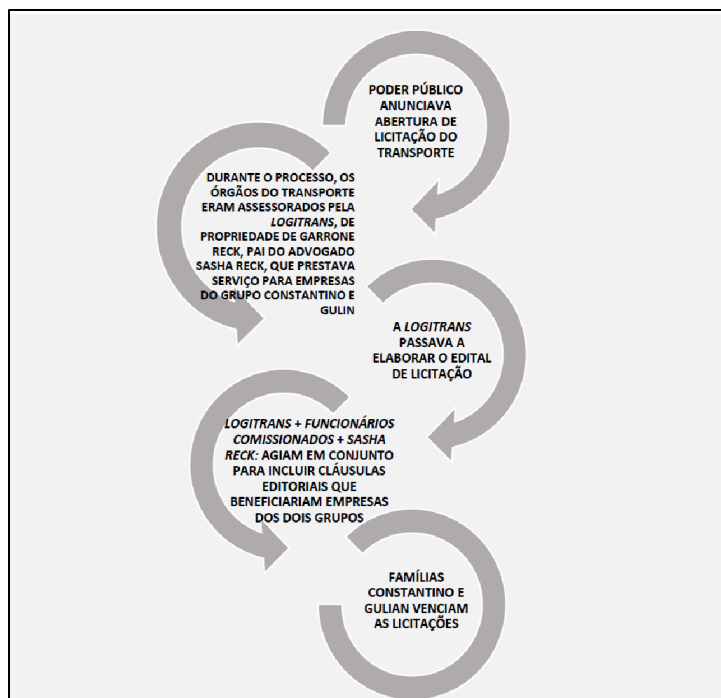 PODER PÚBLICO
ANUNCIAVA
ABERTURA DE
LICITAÇÃO DO
TRANSPORTE
DURANTE O PROCESSO, OS
ÓRGÃOS DO TRANSPORTE
ERAM ASSESSORADOS PELA
LOGITRANS, DE
PROPRIEDADE DE GARRONE
RECK, PAI DO ADVOGADO
SASHA RECK, QUE PRESTAVA
SERVIÇO PARA EMPRESAS
DO GRUPO CONSTANTINO E
GULIN
A LOGITRANS
PASSAVA A
ELABORAR O EDITAL
DE LICITAÇÃO
LOGITRANS + FUNCIONÁRIOS
COMISSIONADOS + SASHA
RECK: AGIAM EM CONJUNTO
PARA INCLUIR CLÁUSULAS
EDITORIAIS QUE
BENEFICIARIAM EMPRESAS
DOS DOIS GRUPOS
FAMÍLIAS
CONSTANTINO E
GULIAN VENCIAM
AS LICITAÇÕES